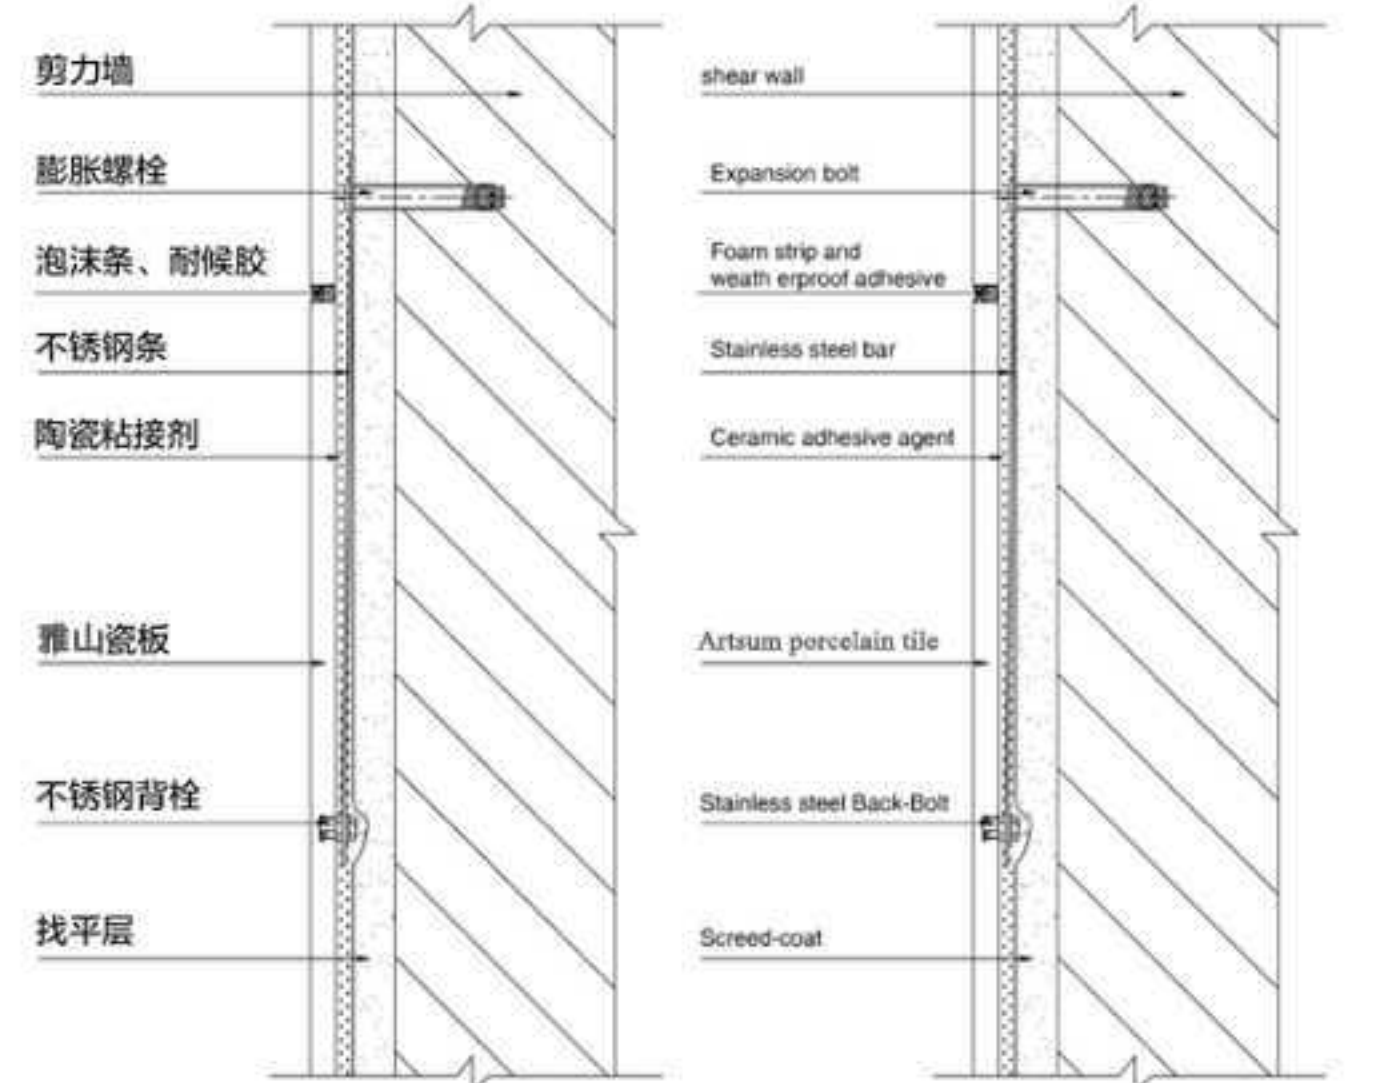 剪力墙
膨胀螺栓
泡沫条、耐候胶
不锈钢条
陶瓷粘接剂
雅山瓷板
不锈钢背栓
找平层
shear wall
Expansion bolt
Foam strip and
weath erproof adhesive
Stainless steel bar
Ceramic adhesive agent
Artsum porcelain tile
Stainless steel Back-Bolt
Screed-coat